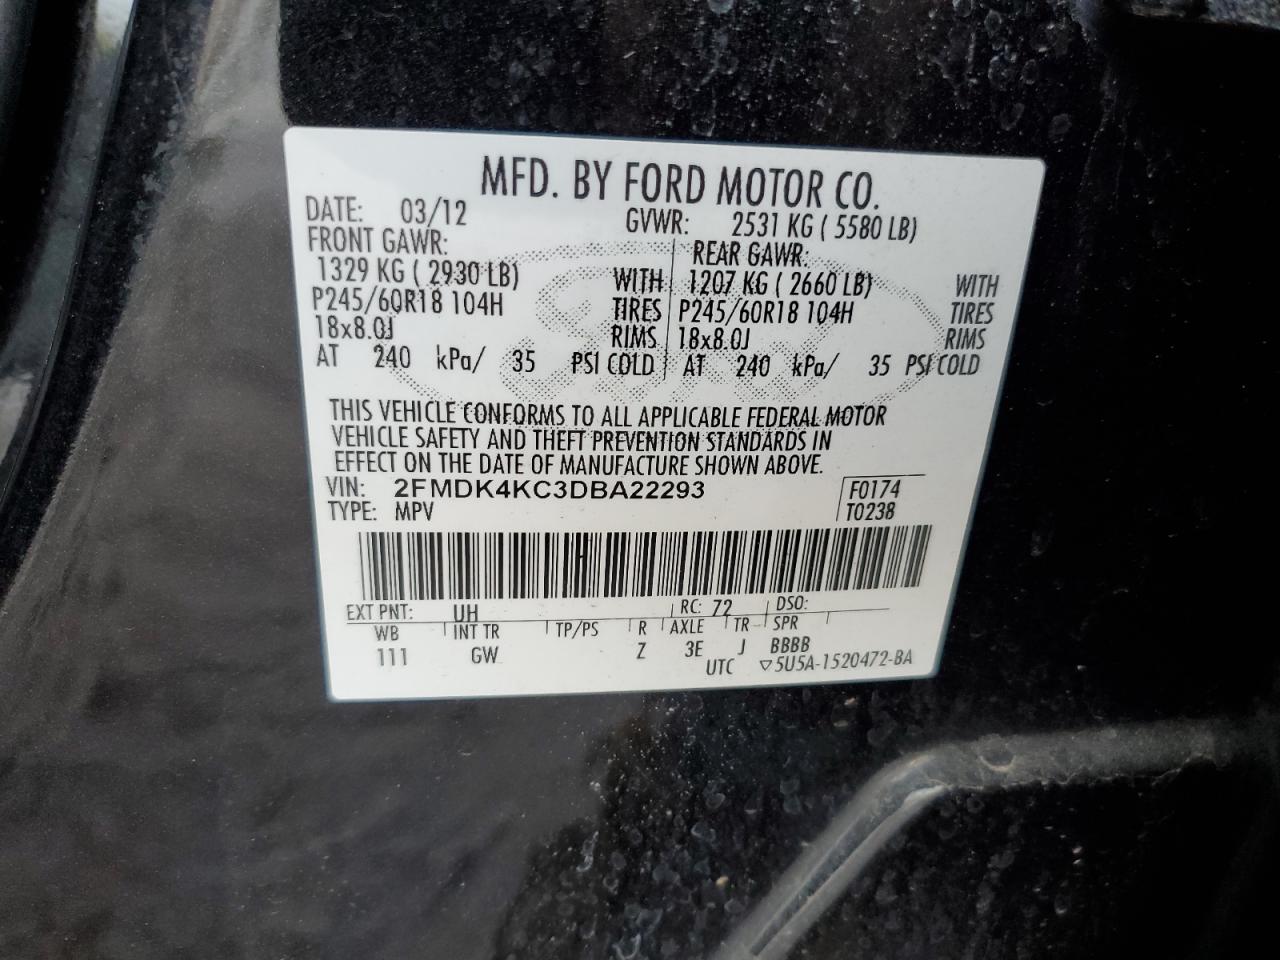 MFD. BY FORD MOTOR CO.
DATE: 03/12 GVWR: 2531 KG ( 5580 LB)
FRONT GAWR: REAR GAWR:
1329 KG ( 2930 LB) WITH 1207 KG ( 2660 LB) WITH
P245/60R18 104H TIRES P245/60R18 104H TIRES
18x8.0J RIMS 18x8.0J RIMS
AT 240 kPa/ 35 PSI COLD AT 240 kPa/ 35 PSI COLD
THIS VEHICLE CONFORMS TO ALL APPLICABLE FEDERAL MOTOR
VEHICLE SAFETY AND THEFT PREVENTION STANDARDS IN
EFFECT ON THE DATE OF MANUFACTURE SHOWN ABOVE.
VIN: 2FMDK4KC3DBA22293 F0174
TYPE: MPV T0238
EXT PNT: UH RC: 72 DSO:
WB INT TR TP/PS R AXLE TR SPR
111 GW Z 3E J BBBB
UTC ▽5U5A-1520472-BA